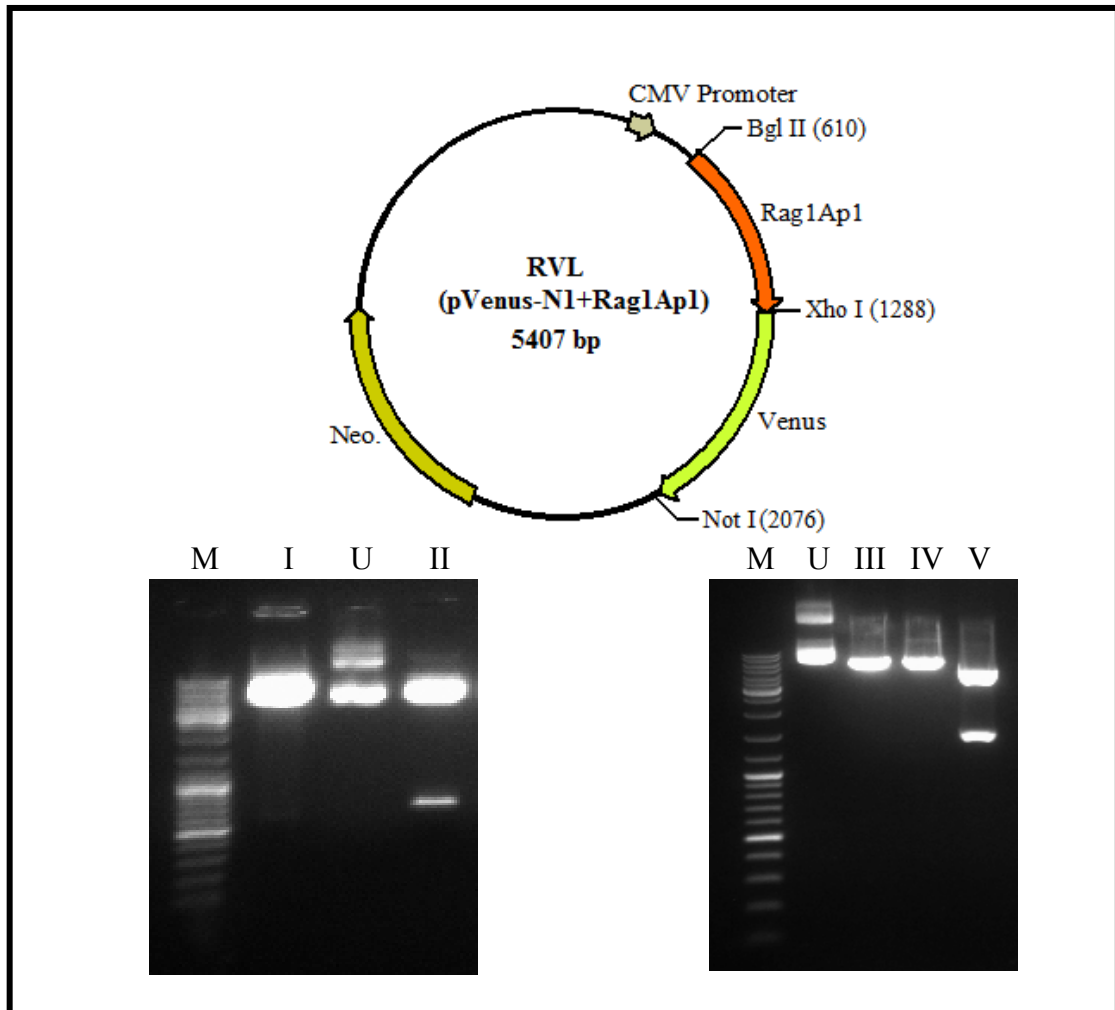 CMV Promoter
Bgl II (610)
Rag1Ap1
RVL
(pVenus-N1+Rag1Ap1)
5407 bp
Xho I (1288)
Venus
Neo.
Not I (2076)
M I U II
M U III IV V